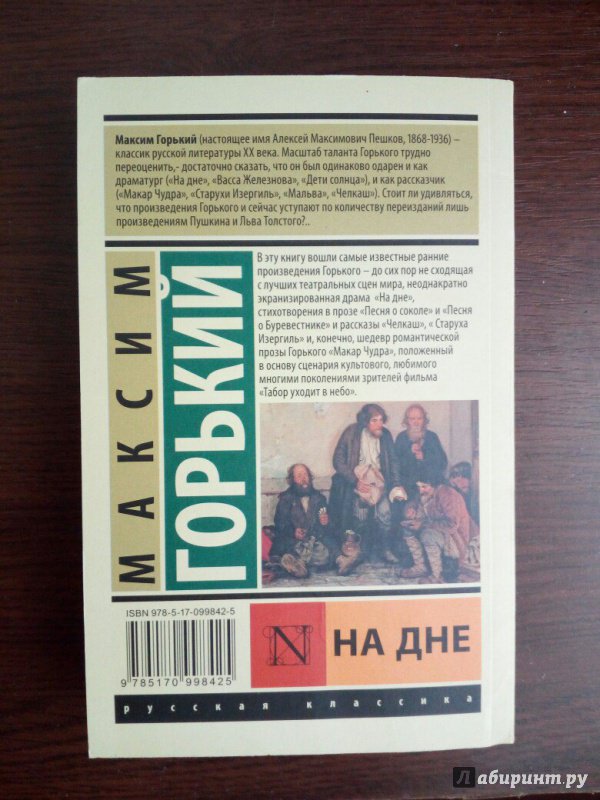 Максим Горький (настоящее имя Алексей Максимович Пешков, 1868-1936) –
классик русской литературы XX века. Масштаб таланта Горького трудно
переоценить,- достаточно сказать, что он был одинаково одарен и как
драматург («На дне», «Васса Железнова», «Дети солнца»), и как рассказчик
(«Макар Чудра», «Старухи Изергиль», «Мальва», «Челкаш»). Стоит ли удивляться,
что произведения Горького и сейчас уступают по количеству переизданий лишь
произведениям Пушкина и Льва Толстого?..
МАКСИМ
ГОРЬКИЙ
В эту книгу вошли самые известные ранние
произведения Горького – до сих пор не сходящая
с лучших театральных сцен мира, неоднакратно
экранизированная драма «На дне»,
стихотворения в прозе «Песня о соколе» и «Песня
о Буревестнике» и рассказы «Челкаш», « Старуха
Изергиль» и, конечно, шедевр романтической
прозы Горького «Макар Чудра», положенный
в основу сценария культового, любимого
многими поколениями зрителей фильма
«Табор уходит в небо».
ISBN 978-5-17-099842-5
9 785170 998425
N
НА ДНЕ
русская классика
лабиринт.ру